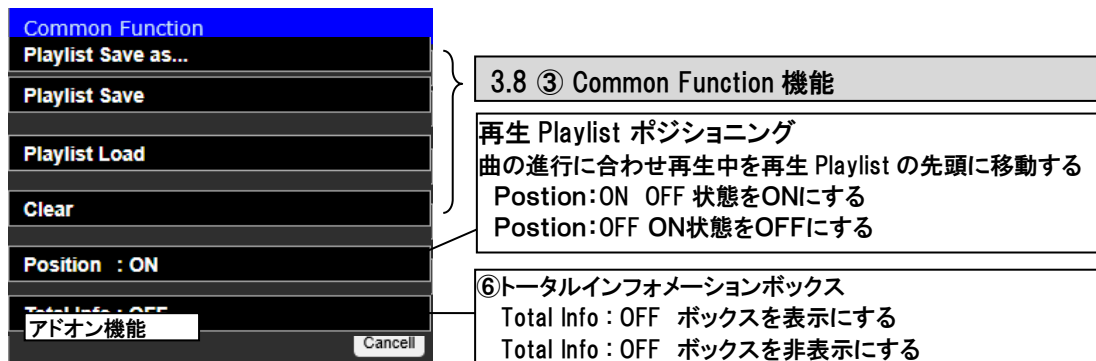 Common Function
Playlist Save as...
Playlist Save
Playlist Load
Clear
Position : ON
Total Info : OFF
アドオン機能
Cancell
3.8 ③ Common Function 機能
再生 Playlist ポジショニング
曲の進行に合わせ再生中を再生 Playlist の先頭に移動する
Postion:ON OFF 状態をONにする
Postion:OFF ON状態をOFFにする
⑥トータルインフォメーションボックス
Total Info:OFF ボックスを表示にする
Total Info:OFF ボックスを非表示にする